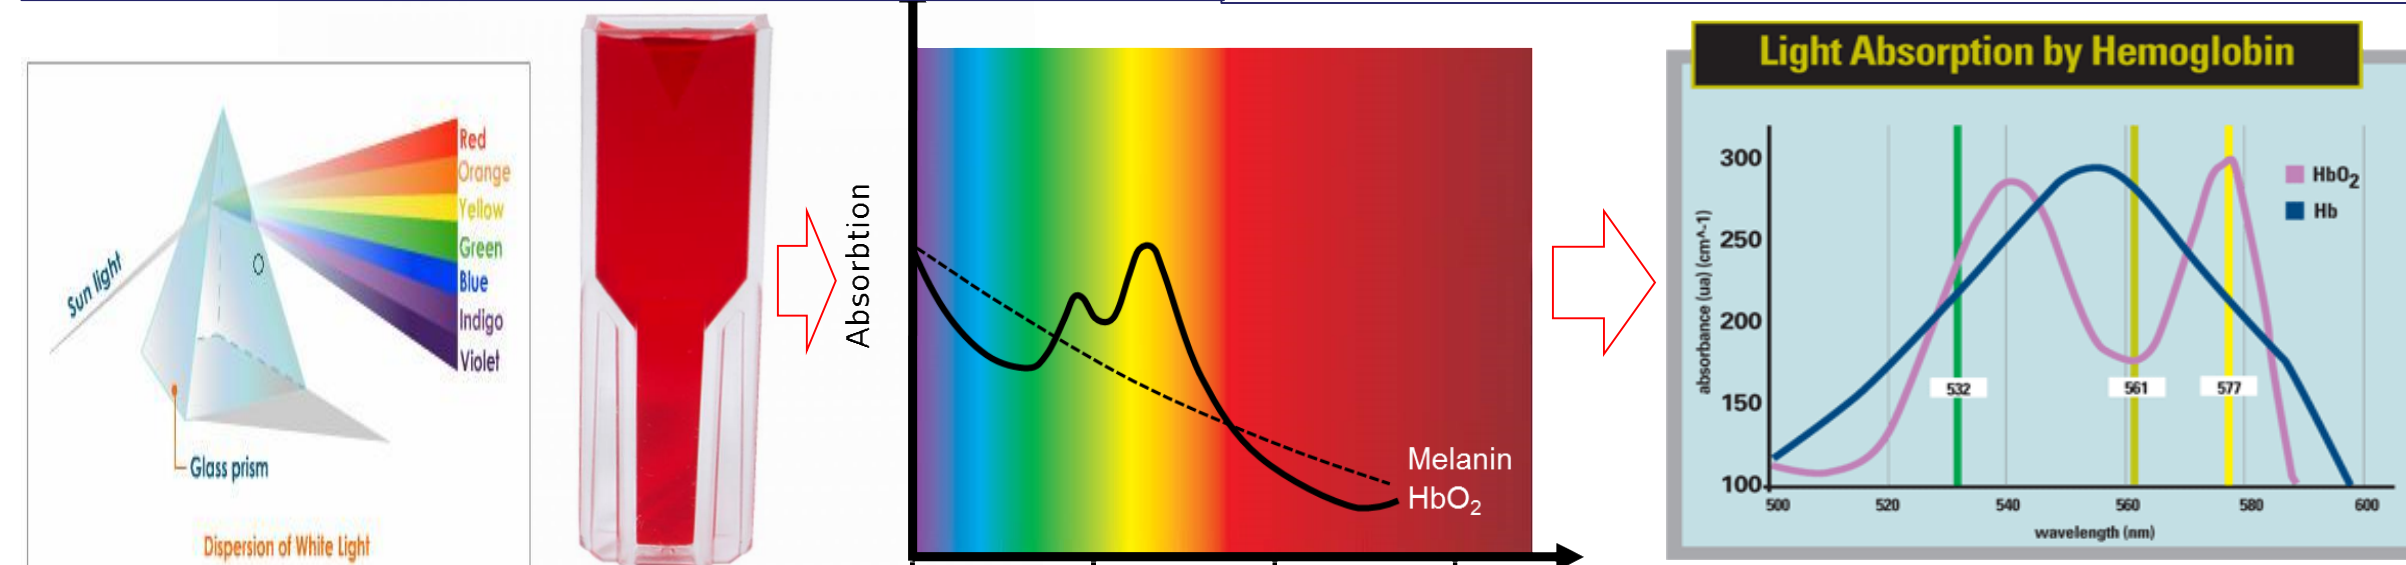 Red
Orange
Yellow
Green
Blue
Indigo
Violet
Sun light
Glass prism
Dispersion of White Light
Absorbtion
Melanin
HbO₂
Light Absorption by Hemoglobin
absorbance (ua) (cm^-1)
300
250
200
150
100
HbO₂
Hb
532
561
577
500
520
540
560
580
600
wavelength (nm)